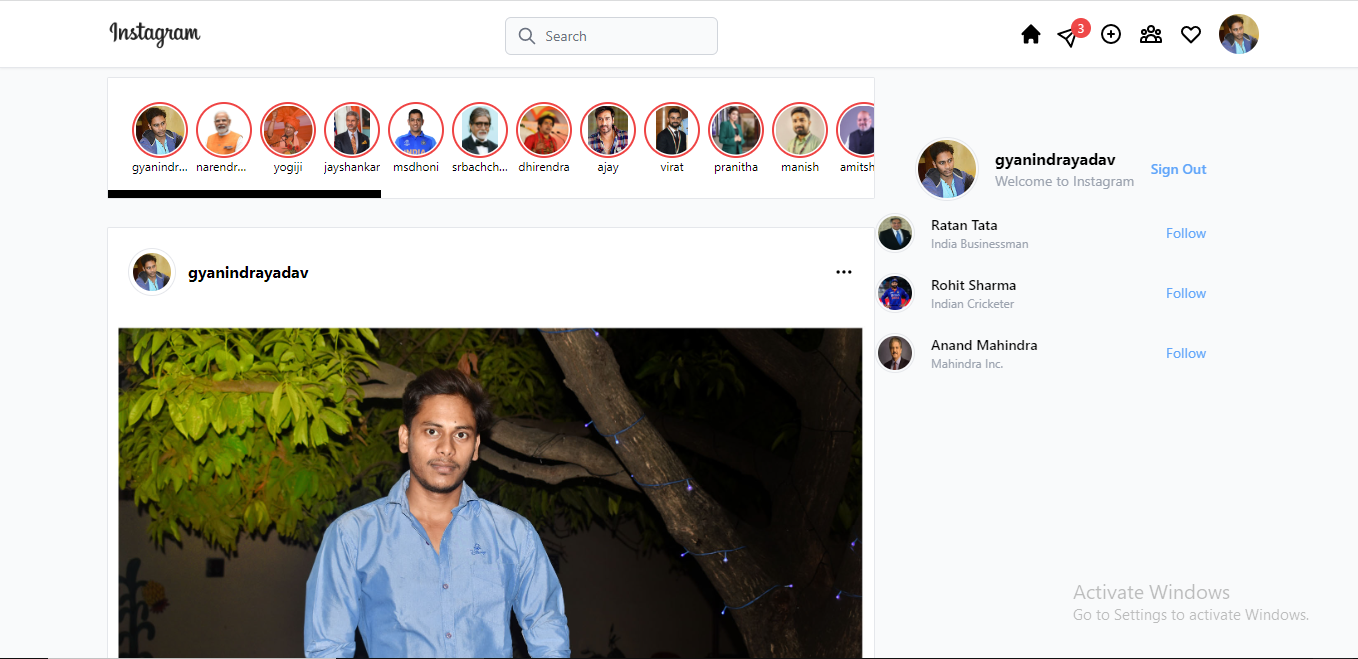 Instagram
Search
3
gyanindr...
narendr...
yogiji
jayshankar
msdhoni
srbachch...
dhirendra
ajay
virat
pranitha
manish
amitsh
gyanindrayadav
Welcome to Instagram
Sign Out
Ratan Tata
India Businessman
Follow
Rohit Sharma
Indian Cricketer
Follow
Anand Mahindra
Mahindra Inc.
Follow
gyanindrayadav
INDIA
Activate Windows
Go to Settings to activate Windows.